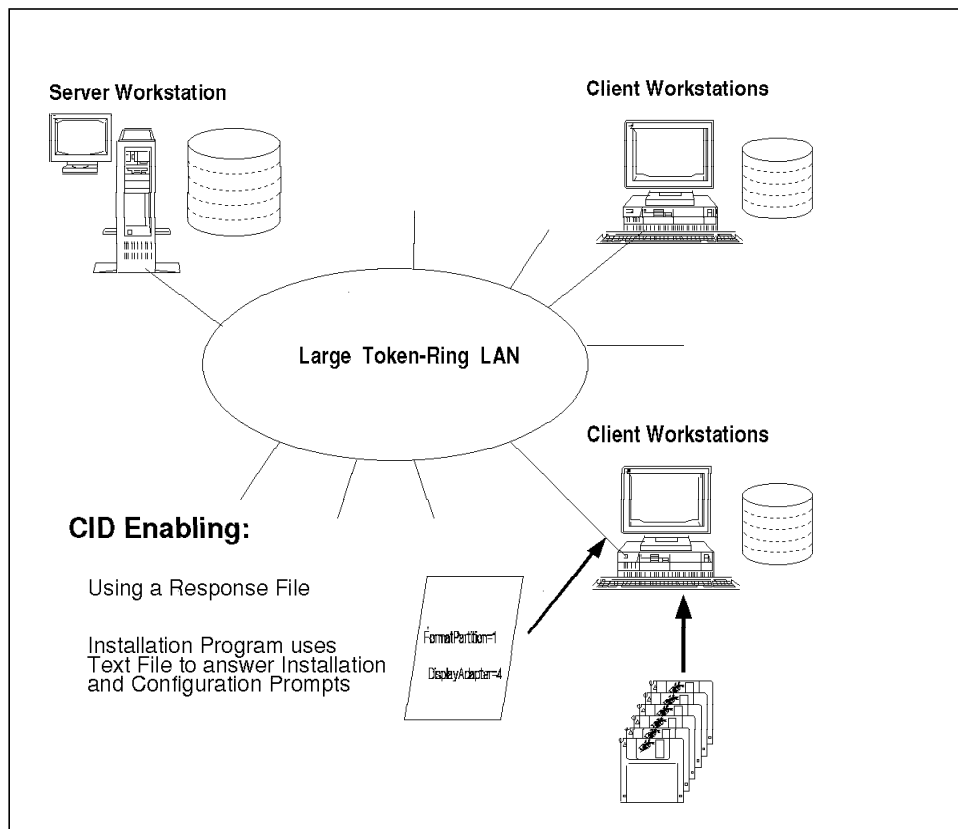 Server Workstation
Client Workstations
Large Token-Ring LAN
Client Workstations
CID Enabling:
Using a Response File
Installation Program uses
Text File to answer Installation
and Configuration Prompts
FormatPartition=1
DisplayAdapter=4